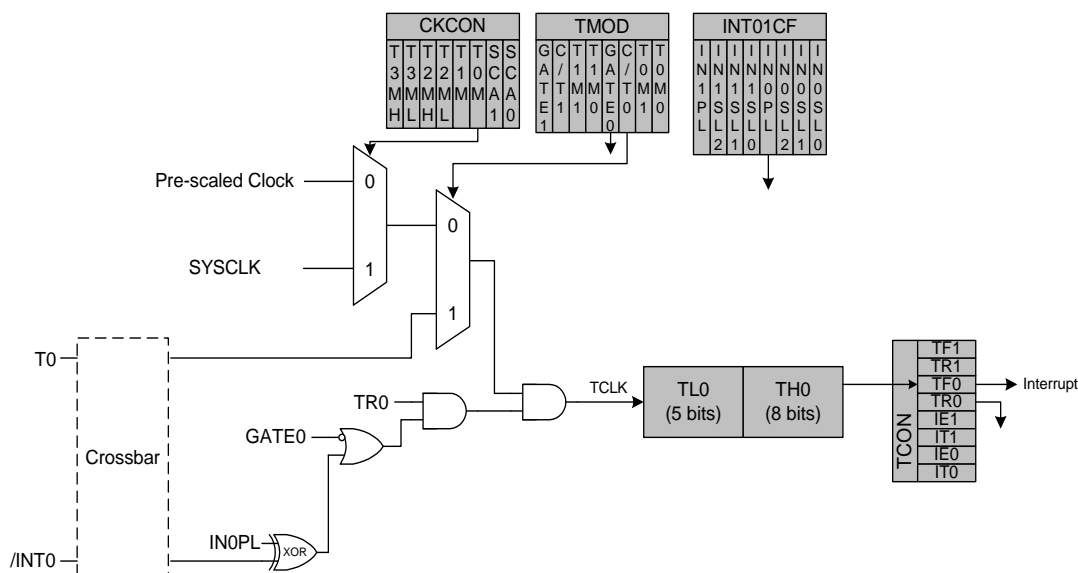 CKCON
T3MH
T3ML
T2MH
T2ML
T1M
T0M
SCA1
SCA0
TMOD
GATE1
C/T1
T1M1
T1M0
GATE0
C/T0
T0M1
T0M0
INT01CF
IN1PL
IN1SL2
IN1SL1
IN1SL0
IN0PL
IN0SL2
IN0SL1
IN0SL0
Pre-scaled Clock
0
SYSCLK
1
0
1
T0
Crossbar
/INT0
TR0
GATE0
IN0PL
XOR
TCLK
TL0
(5 bits)
TH0
(8 bits)
TCON
TF1
TR1
TF0
TR0
IE1
IT1
IE0
IT0
Interrupt